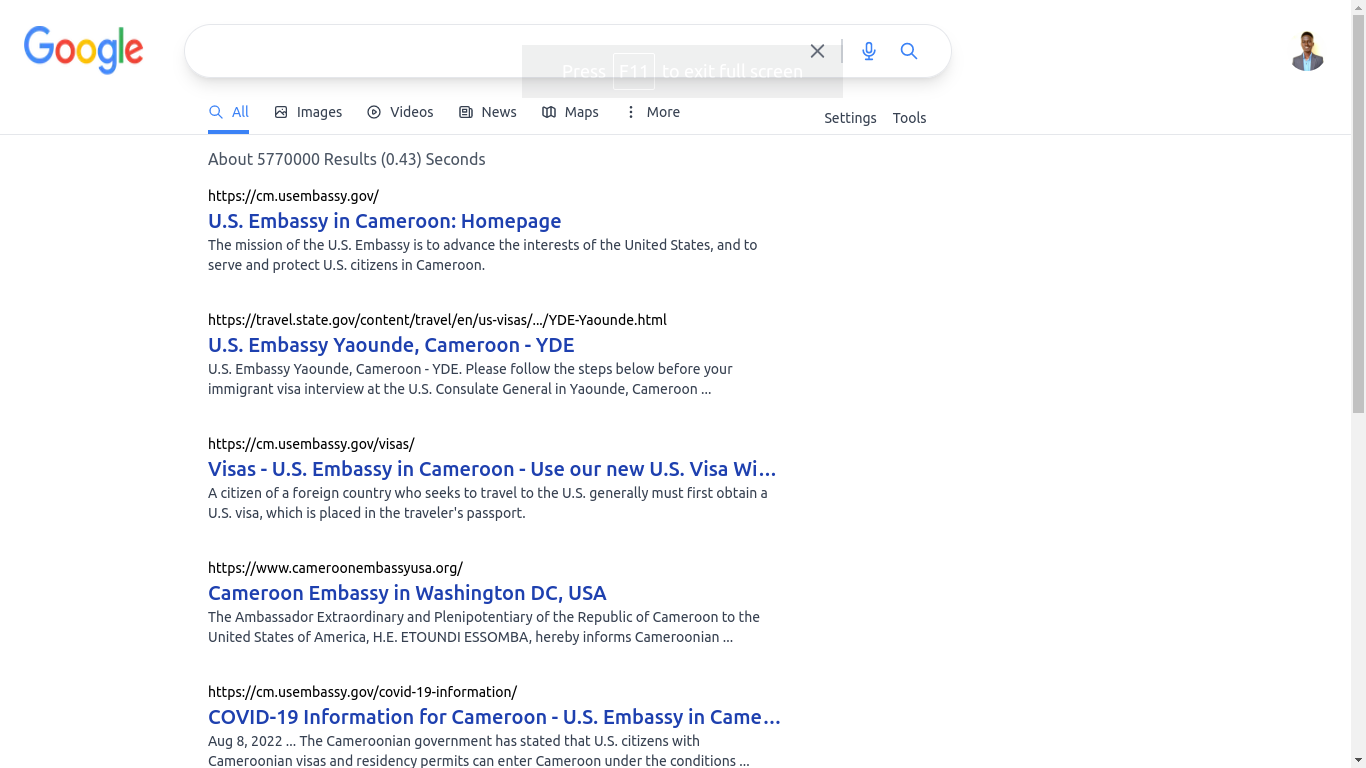 Google
Press F11 to exit full screen
All Images Videos News Maps More Settings Tools
About 5770000 Results (0.43) Seconds
https://cm.usembassy.gov/
U.S. Embassy in Cameroon: Homepage
The mission of the U.S. Embassy is to advance the interests of the United States, and to
serve and protect U.S. citizens in Cameroon.
https://travel.state.gov/content/travel/en/us-visas/.../YDE-Yaounde.html
U.S. Embassy Yaounde, Cameroon - YDE
U.S. Embassy Yaounde, Cameroon - YDE. Please follow the steps below before your
immigrant visa interview at the U.S. Consulate General in Yaounde, Cameroon ...
https://cm.usembassy.gov/visas/
Visas - U.S. Embassy in Cameroon - Use our new U.S. Visa Wi...
A citizen of a foreign country who seeks to travel to the U.S. generally must first obtain a
U.S. visa, which is placed in the traveler's passport.
https://www.cameroonembassyusa.org/
Cameroon Embassy in Washington DC, USA
The Ambassador Extraordinary and Plenipotentiary of the Republic of Cameroon to the
United States of America, H.E. ETOUNDI ESSOMBA, hereby informs Cameroonian ...
https://cm.usembassy.gov/covid-19-information/
COVID-19 Information for Cameroon - U.S. Embassy in Came...
Aug 8, 2022 ... The Cameroonian government has stated that U.S. citizens with
Cameroonian visas and residency permits can enter Cameroon under the conditions ...